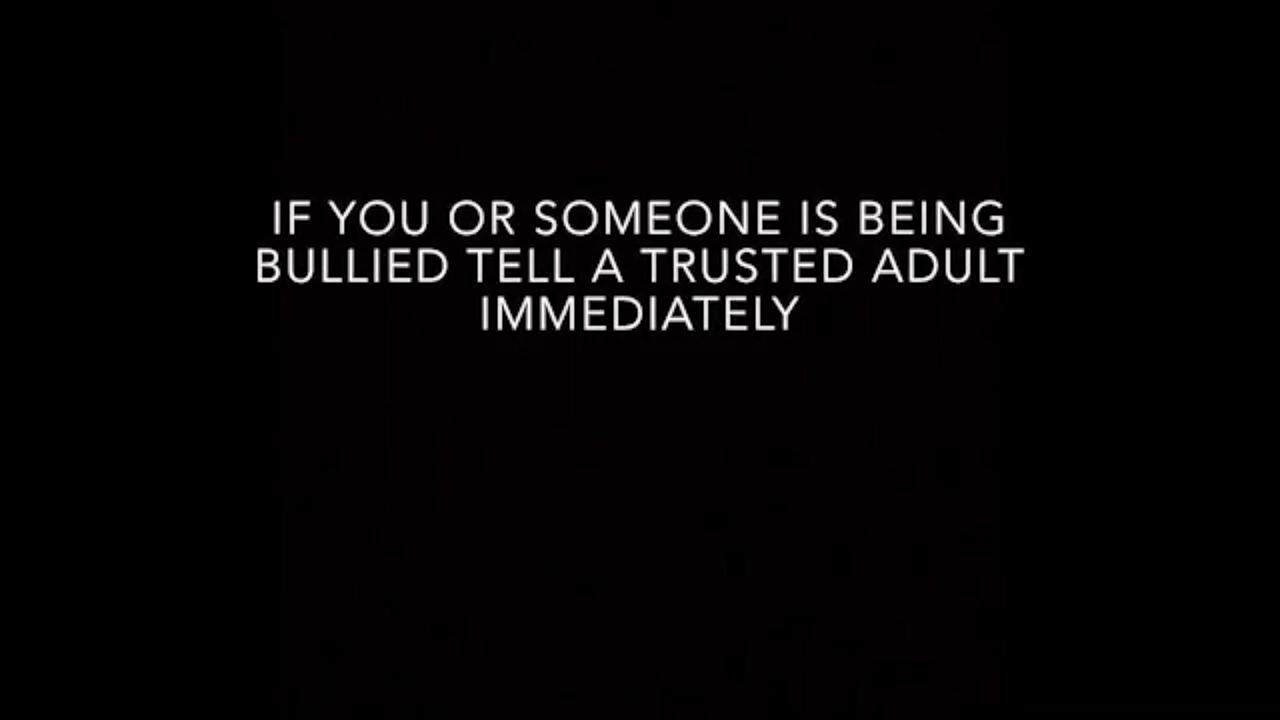 IF YOU OR SOMEONE IS BEING
BULLIED TELL A TRUSTED ADULT
IMMEDIATELY